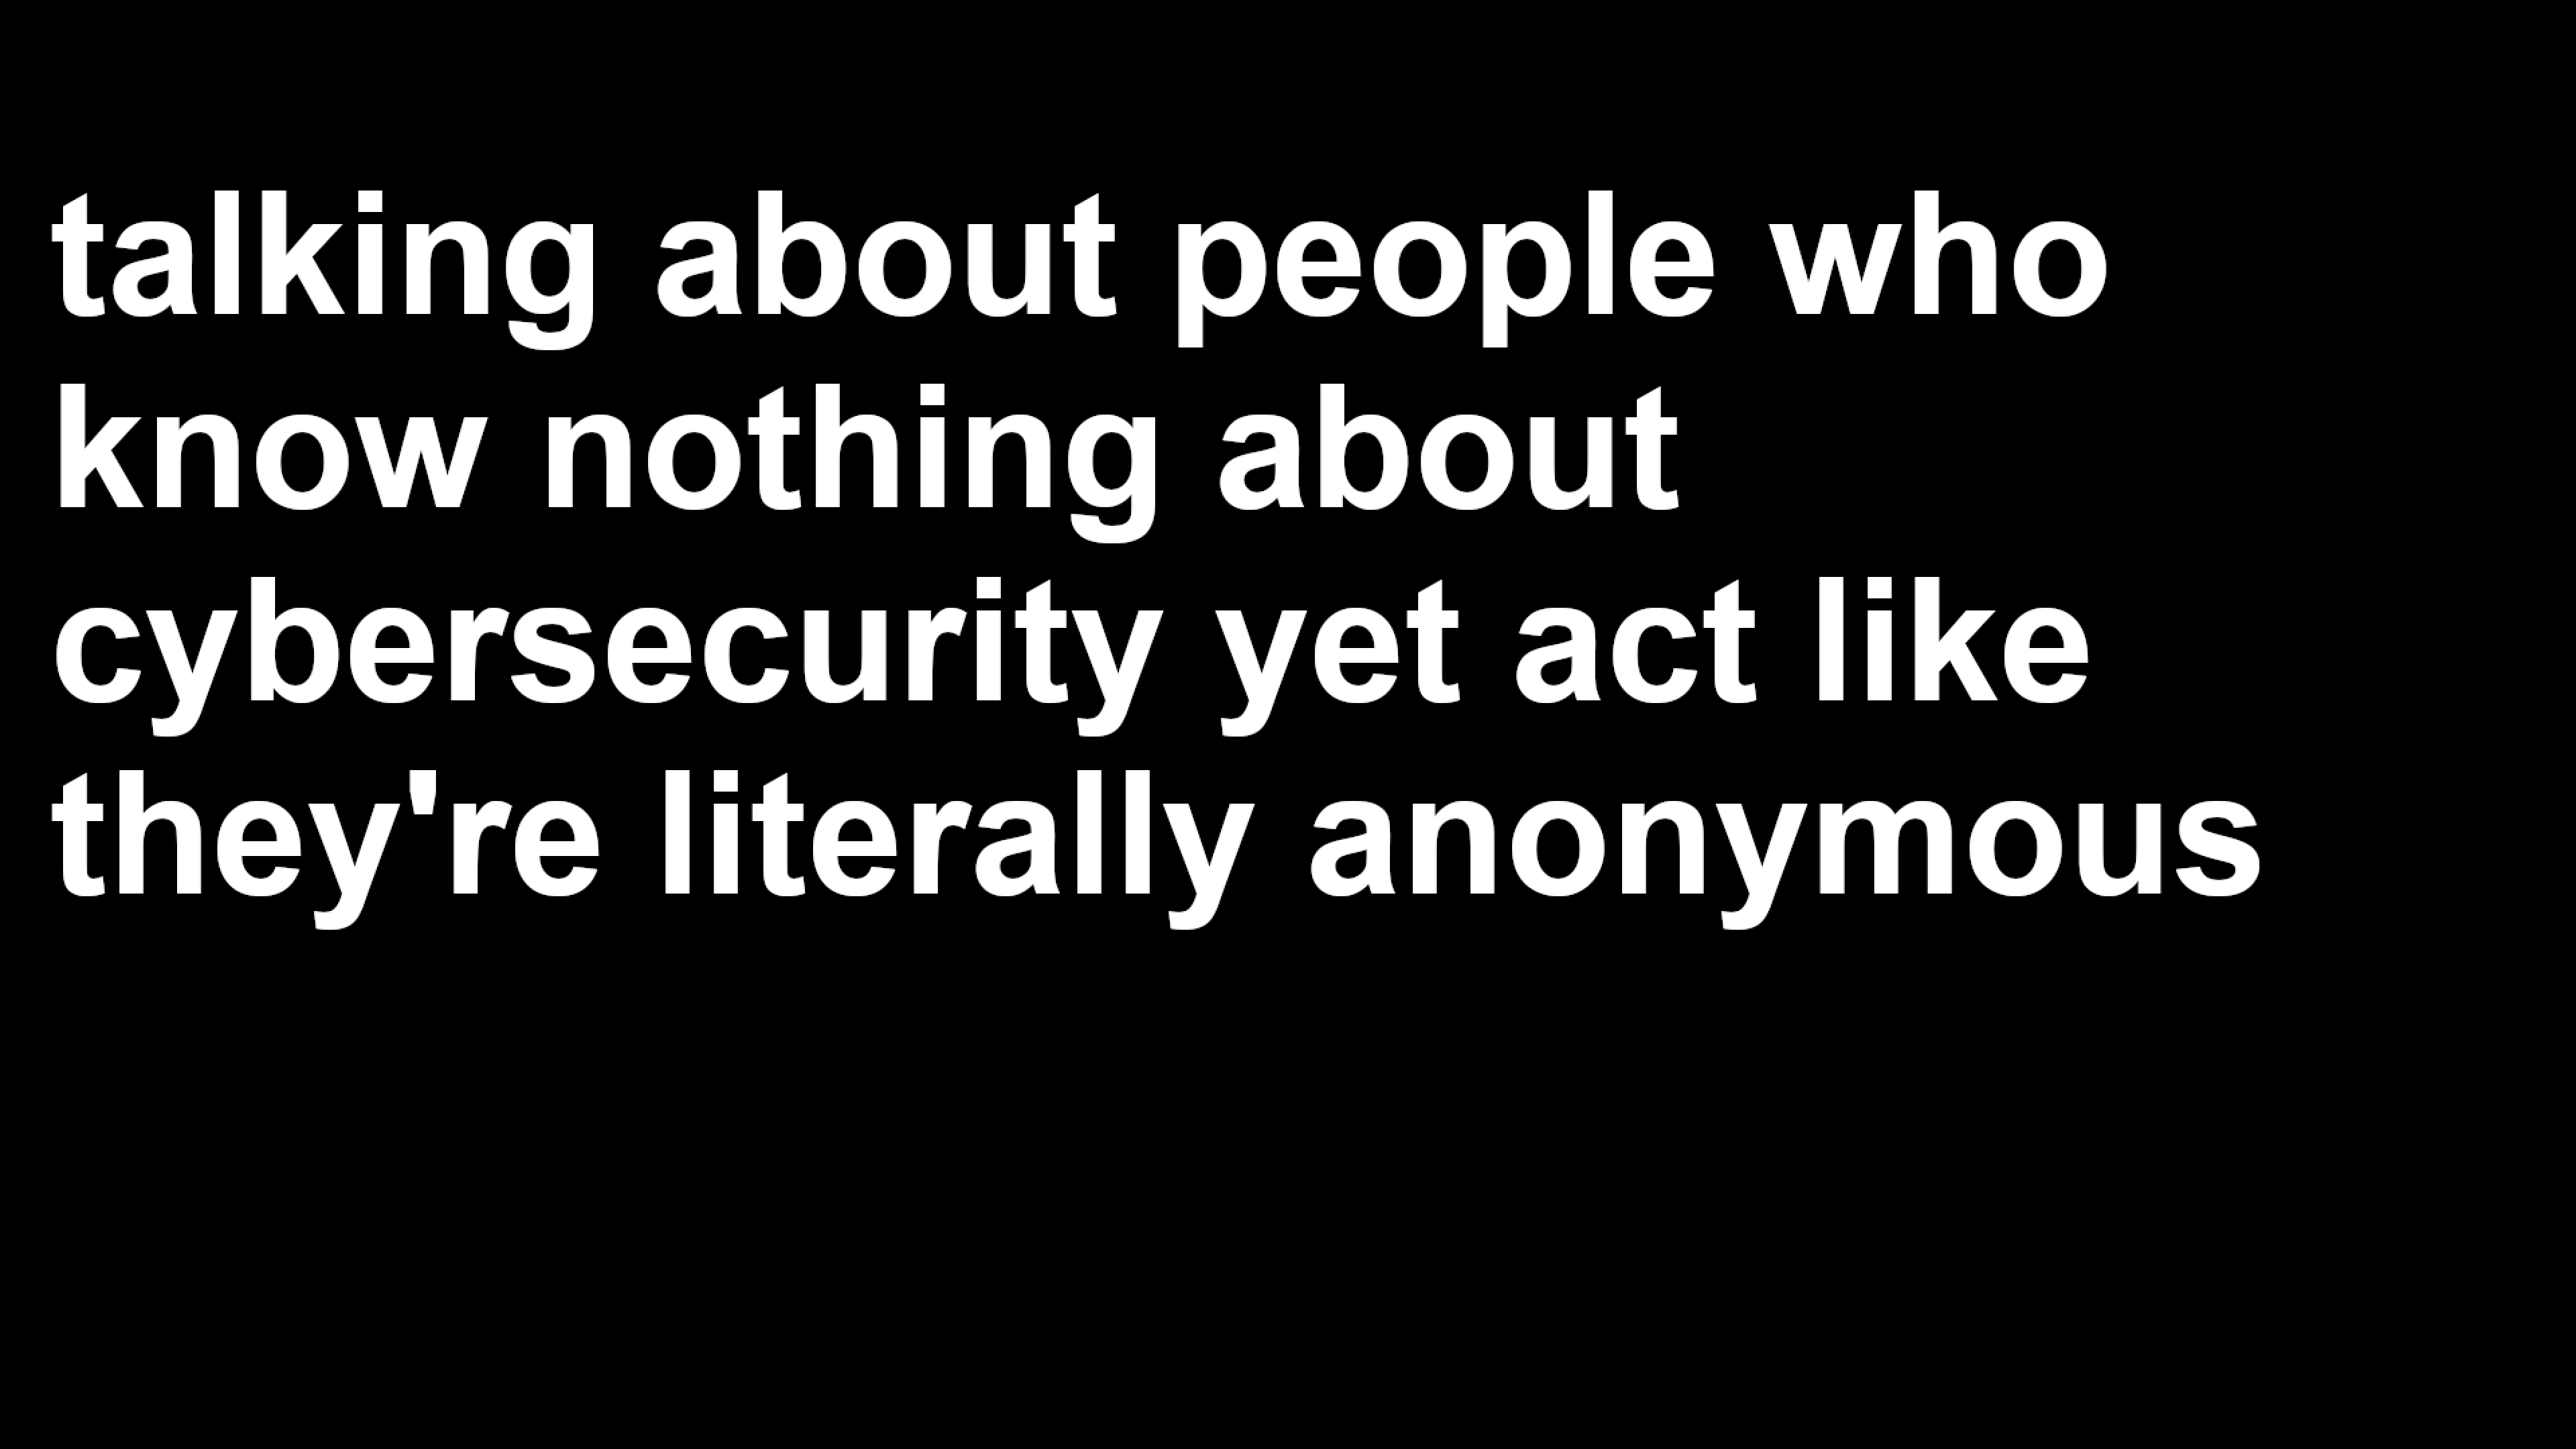 talking about people who
know nothing about
cybersecurity yet act like
they're literally anonymous